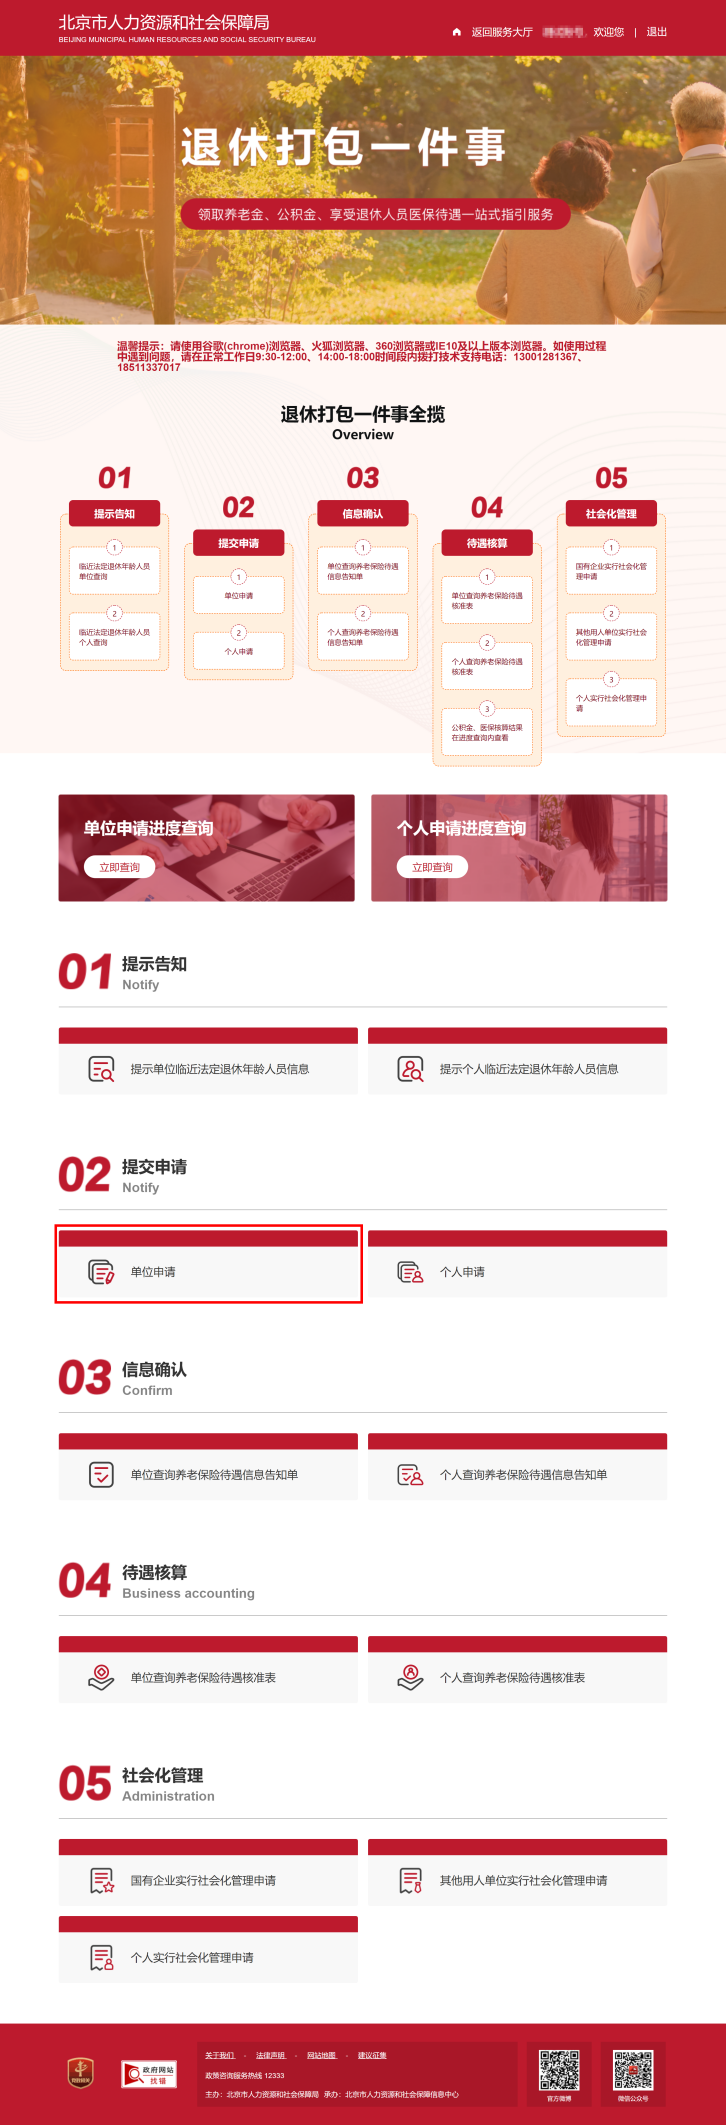 北京市人力资源和社会保障局
BEIJING MUNICIPAL HUMAN RESOURCES AND SOCIAL SECURITY BUREAU
返回服务大厅
欢迎您 | 退出
退休打包一件事
领取养老金、公积金、享受退休人员医保待遇一站式指引服务
温馨提示：请使用谷歌(chrome)浏览器、火狐浏览器、360浏览器或IE10及以上版本浏览器。如使用过程
中遇到问题，请在正常工作日9:30-12:00、14:00-18:00时间段内拨打技术支持电话：13001281367、
18511337017
退休打包一件事全揽
Overview
01
提示告知
1
临近法定退休年龄人员
单位查询
2
临近法定退休年龄人员
个人查询
02
提交申请
1
单位申请
2
个人申请
03
信息确认
1
单位查询养老保险待遇
信息告知单
2
个人查询养老保险待遇
信息告知单
04
待遇核算
1
单位查询养老保险待遇
核准表
2
个人查询养老保险待遇
核准表
3
公积金、医保核算结果
在进度查询内查看
05
社会化管理
1
国有企业实行社会化管
理申请
2
其他用人单位实行社会
化管理申请
3
个人实行社会化管理申
请
单位申请进度查询
立即查询
个人申请进度查询
立即查询
01 提示告知
Notify
提示单位临近法定退休年龄人员信息
提示个人临近法定退休年龄人员信息
02 提交申请
Notify
单位申请
个人申请
03 信息确认
Confirm
单位查询养老保险待遇信息告知单
个人查询养老保险待遇信息告知单
04 待遇核算
Business accounting
单位查询养老保险待遇核准表
个人查询养老保险待遇核准表
05 社会化管理
Administration
国有企业实行社会化管理申请
其他用人单位实行社会化管理申请
个人实行社会化管理申请
政府网站
找错
关于我们 - 法律声明 - 网站地图 - 建议征集
政策咨询服务热线 12333
主办：北京市人力资源和社会保障局 承办：北京市人力资源和社会保障信息中心
官方微博
微信公众号